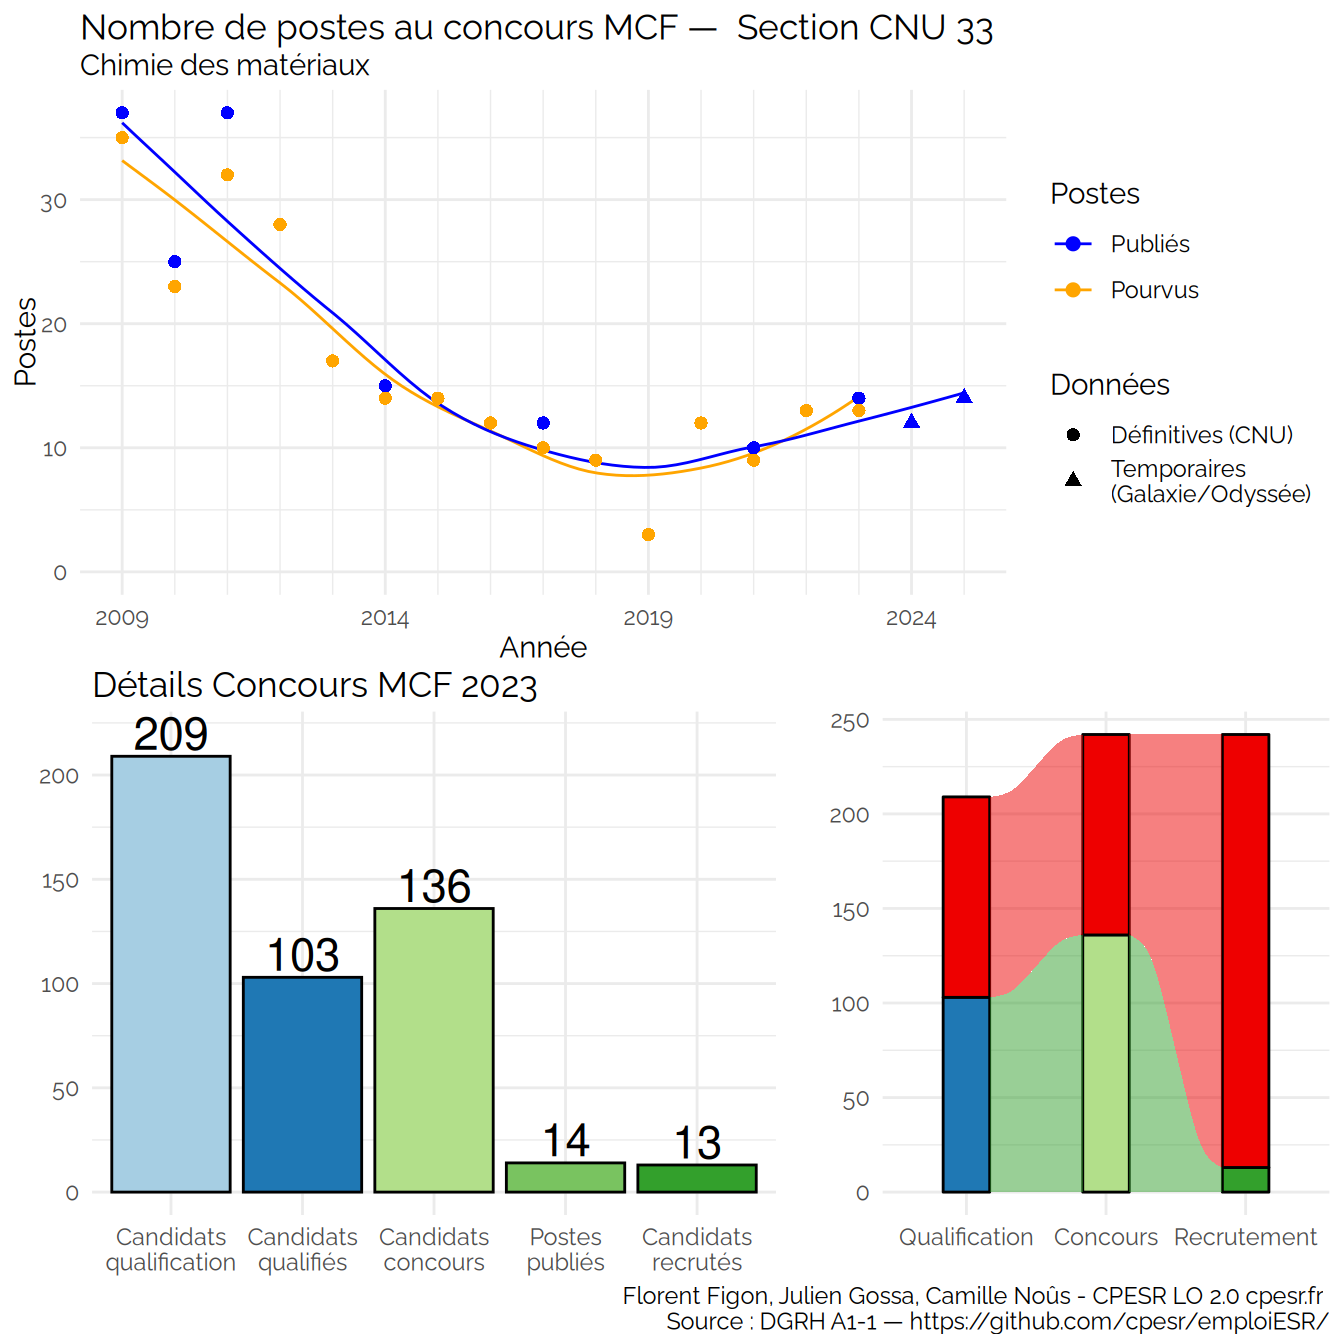 Nombre de postes au concours MCF — Section CNU 33
Chimie des matériaux
Postes
30
20
10
0
2009 2014 2019 2024
Année
Postes
Publiés
Pourvus
Données
Définitives (CNU)
Temporaires
(Galaxie/Odyssée)
Détails Concours MCF 2023
200
150
100
50
0
209
103
136
14
13
Candidats
qualification
Candidats
qualifiés
Candidats
concours
Postes
publiés
Candidats
recrutés
250
200
150
100
50
0
Qualification Concours Recrutement
Florent Figon, Julien Gossa, Camille Noûs - CPESR LO 2.0 cpesr.fr
Source : DGRH A1-1 — https://github.com/cpesr/emploiESR/